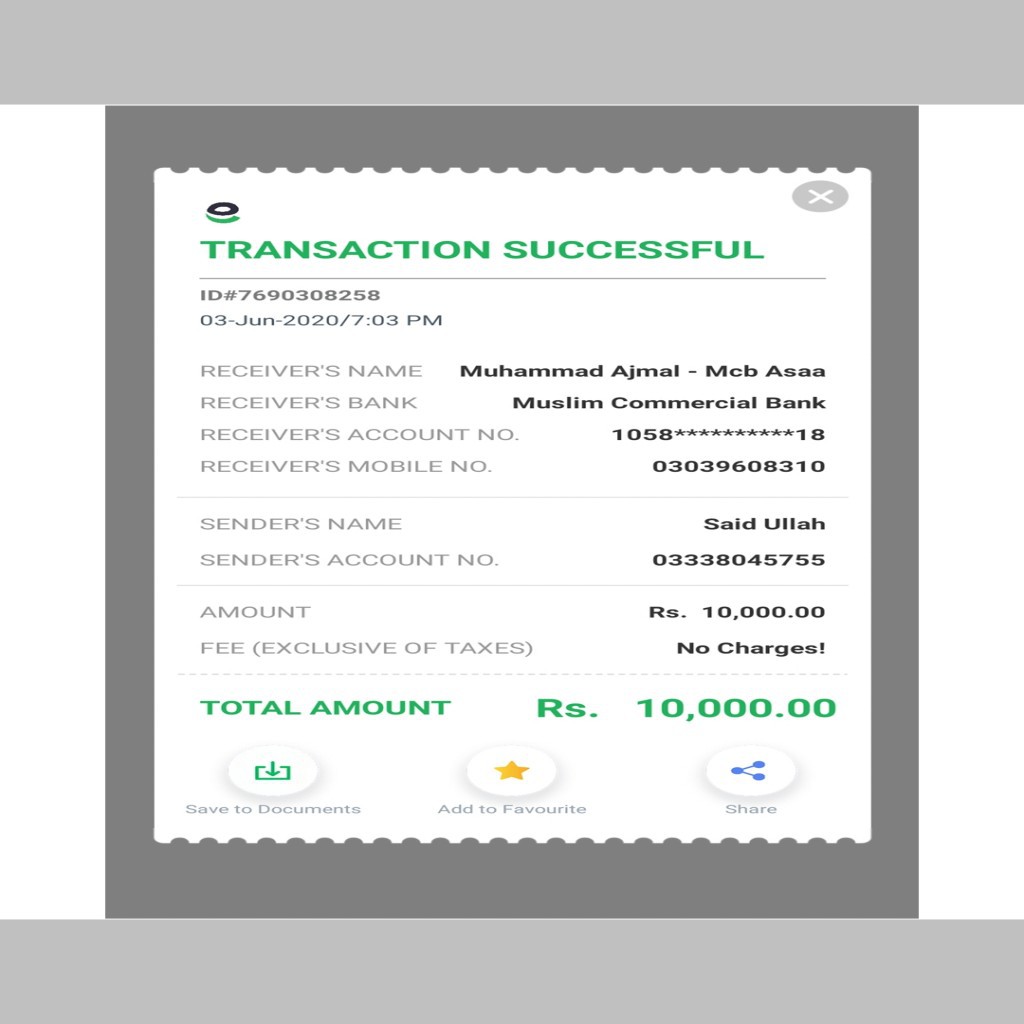 TRANSACTION SUCCESSFUL
ID#7690308258
03-Jun-2020/7:03 PM
RECEIVER'S NAME Muhammad Ajmal - Mcb Asaa
RECEIVER'S BANK Muslim Commercial Bank
RECEIVER'S ACCOUNT NO. 1058**********18
RECEIVER'S MOBILE NO. 03039608310
SENDER'S NAME Said Ullah
SENDER'S ACCOUNT NO. 03338045755
AMOUNT Rs. 10,000.00
FEE (EXCLUSIVE OF TAXES) No Charges!
TOTAL AMOUNT Rs. 10,000.00
Save to Documents Add to Favourite Share